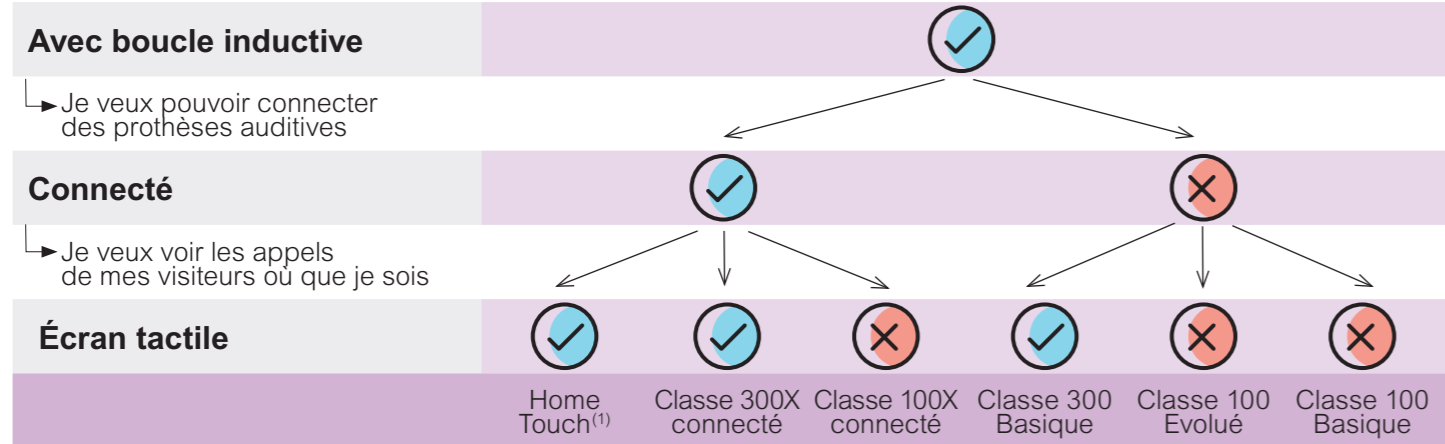 Avec boucle inductive
Je veux pouvoir connecter
des prothèses auditives
Connecté
Je veux voir les appels
de mes visiteurs où que je sois
Écran tactile
Home
Touch(1)
Classe 300X
connecté
Classe 100X
connecté
Classe 300
Basique
Classe 100
Evolué
Classe 100
Basique